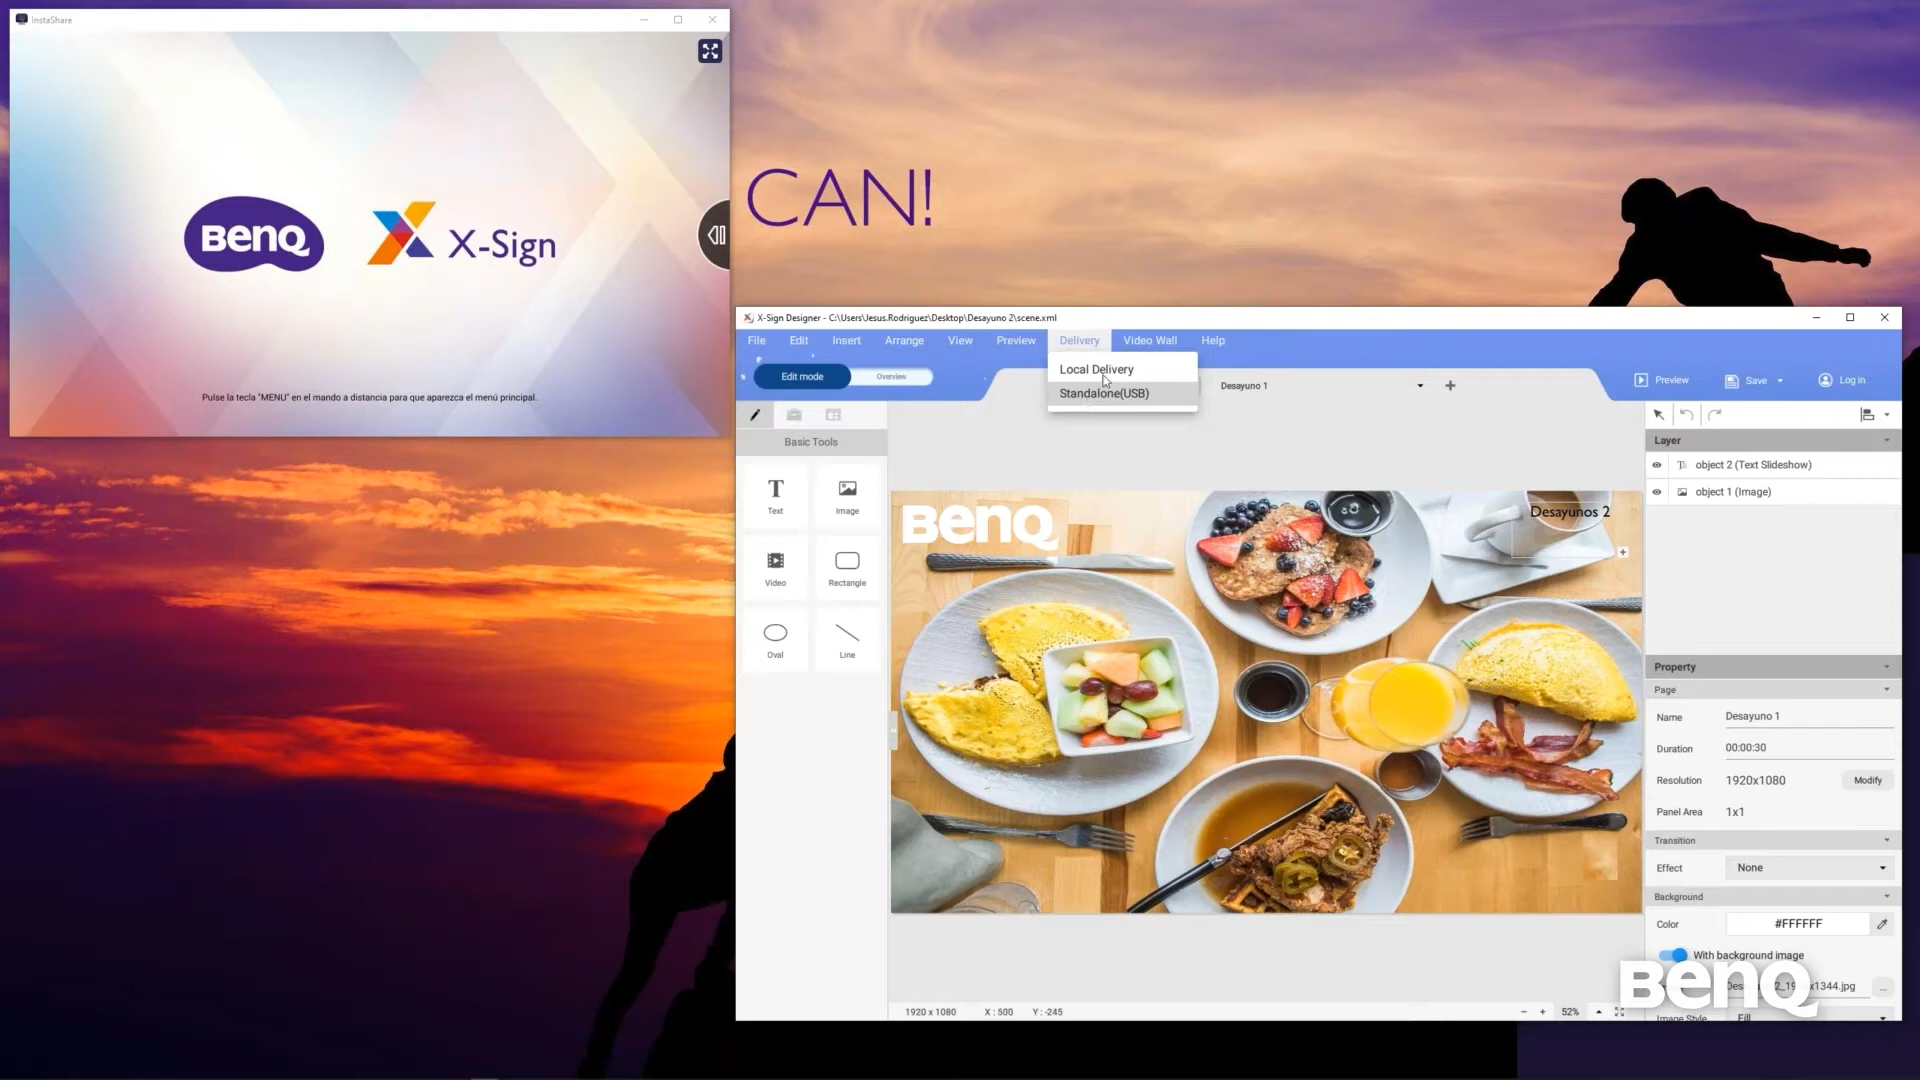 InstaShare
BenQ
X-Sign
Pulse la tecla "MENU" en el mando a distancia para que aparezca el menú principal.
CAN!
X-Sign Designer - C:\Users\Jesus.Rodriguez\Desktop\Desayuno 2\scene.xml
File Edit Insert Arrange View Preview Delivery Video Wall Help
Edit mode Overview
Local Delivery
Standalone(USB)
Desayuno 1
Preview Save Log in
Basic Tools
Text Image
Video Rectangle
Oval Line
BenQ
Desayunos 2
Layer
object 2 (Text Slideshow)
object 1 (Image)
Property
Page
Name Desayuno 1
Duration 00:00:30
Resolution 1920x1080 Modify
Panel Area 1x1
Transition
Effect None
Background
Color #FFFFFF
With background image
x1344.jpg ...
Image Style Fill
1920 x 1080 X : 500 Y : -245
52%
BenQ